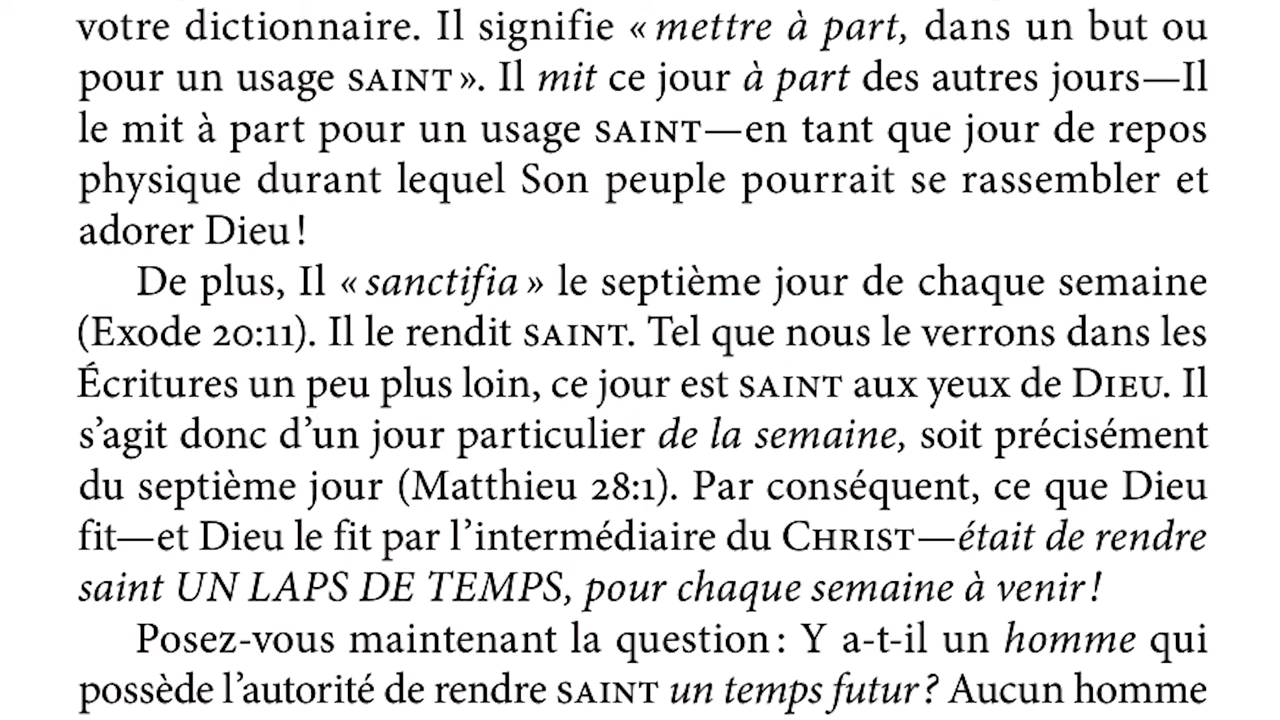 votre dictionnaire. Il signifie « mettre à part, dans un but ou
pour un usage SAINT ». Il mit ce jour à part des autres jours—Il
le mit à part pour un usage SAINT—en tant que jour de repos
physique durant lequel Son peuple pourrait se rassembler et
adorer Dieu !
De plus, Il « sanctifia » le septième jour de chaque semaine
(Exode 20:11). Il le rendit SAINT. Tel que nous le verrons dans les
Écritures un peu plus loin, ce jour est SAINT aux yeux de DIEU. Il
s’agit donc d’un jour particulier de la semaine, soit précisément
du septième jour (Matthieu 28:1). Par conséquent, ce que Dieu
fit—et Dieu le fit par l’intermédiaire du CHRIST—était de rendre
saint UN LAPS DE TEMPS, pour chaque semaine à venir !
Posez-vous maintenant la question : Y a-t-il un homme qui
possède l’autorité de rendre SAINT un temps futur ? Aucun homme